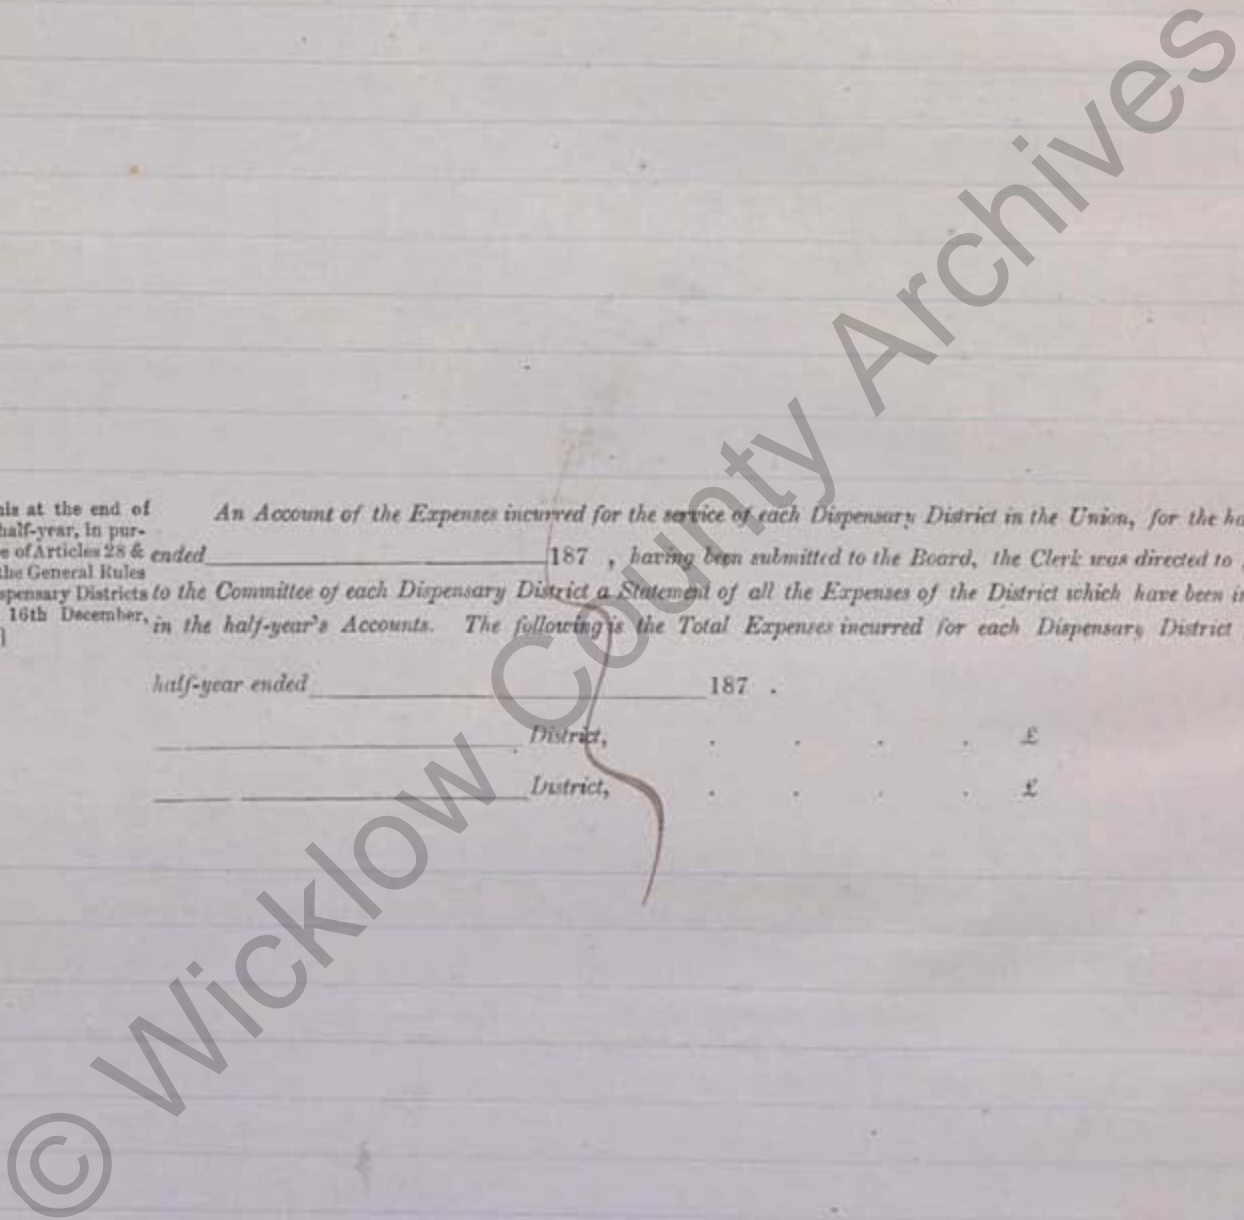 his at the end of
half-year, in pur-
e of Articles 28 &
the General Rules
spensary Districts
16th December,
]
An Account of the Expenses incurred for the service of each Dispensary District in the Union, for the ha
ended 187 , having been submitted to the Board, the Clerk was directed to
to the Committee of each Dispensary District a Statement of all the Expenses of the District which have been in
in the half-year's Accounts. The following is the Total Expenses incurred for each Dispensary District
half-year ended 187 .
District, . . . . £
District, . . . . £
© Wicklow County Archives